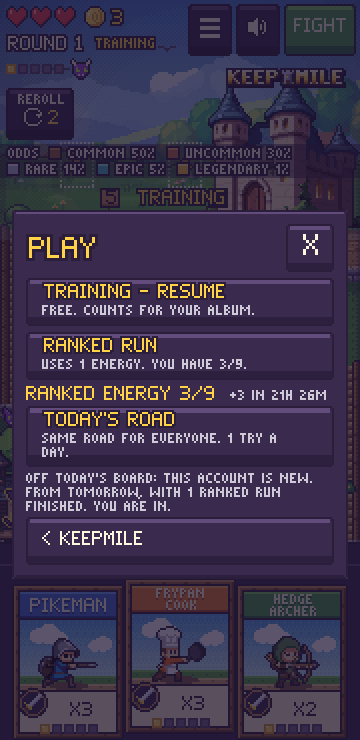 3
FIGHT
ROUND 1 TRAINING
KEEPMILE
REROLL
2
ODDS COMMON 50% UNCOMMON 30%
RARE 14% EPIC 5% LEGENDARY 1%
TRAINING
PLAY
X
TRAINING - RESUME
FREE. COUNTS FOR YOUR ALBUM.
RANKED RUN
USES 1 ENERGY. YOU HAVE 3/9.
RANKED ENERGY 3/9 +3 IN 21H 26M
TODAY'S ROAD
SAME ROAD FOR EVERYONE. 1 TRY A
DAY.
OFF TODAY'S BOARD: THIS ACCOUNT IS NEW.
FROM TOMORROW, WITH 1 RANKED RUN
FINISHED. YOU ARE IN.
< KEEPMILE
PIKEMAN
FRYPAN
COOK
HEDGE
ARCHER
X3
X3
X2